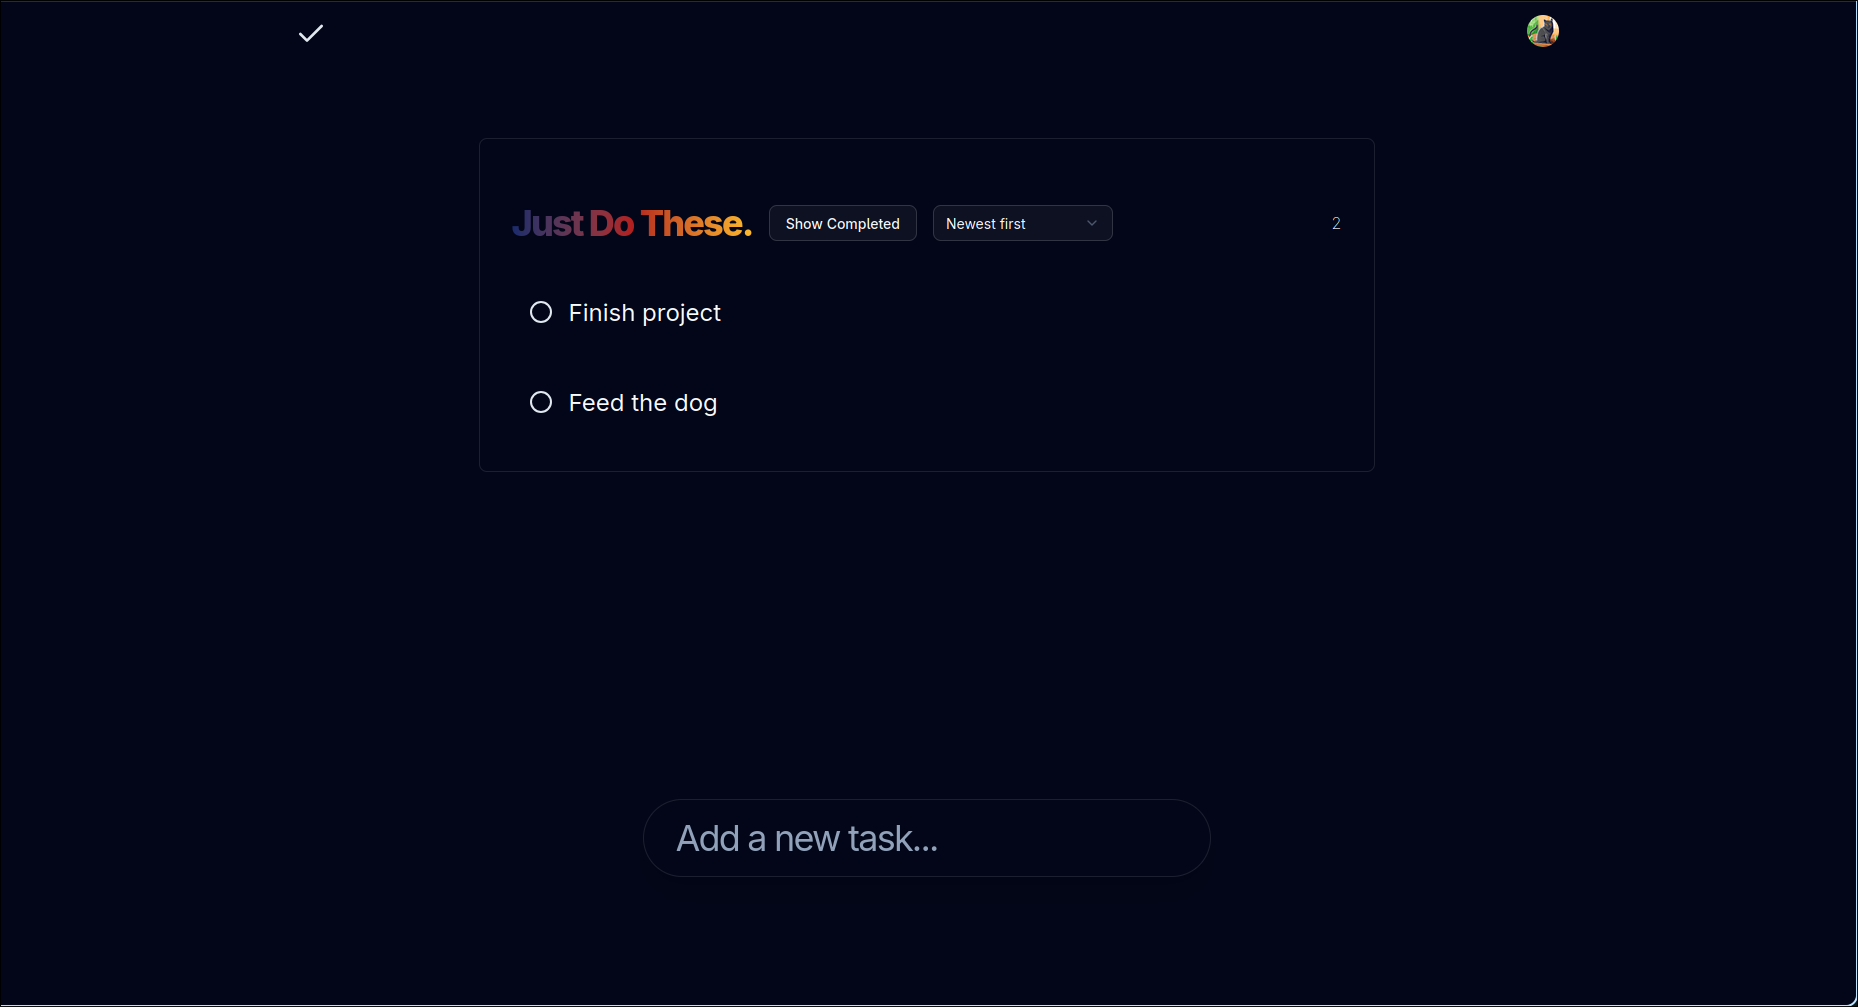 Just Do These. Show Completed Newest first 2
Finish project
Feed the dog
Add a new task...